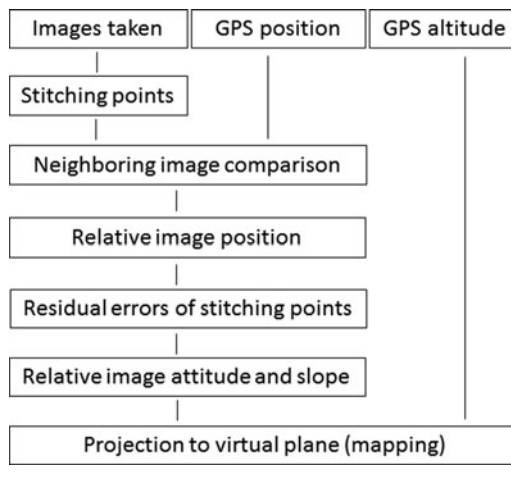 Images taken
GPS position
GPS altitude
Stitching points
Neighboring image comparison
Relative image position
Residual errors of stitching points
Relative image attitude and slope
Projection to virtual plane (mapping)